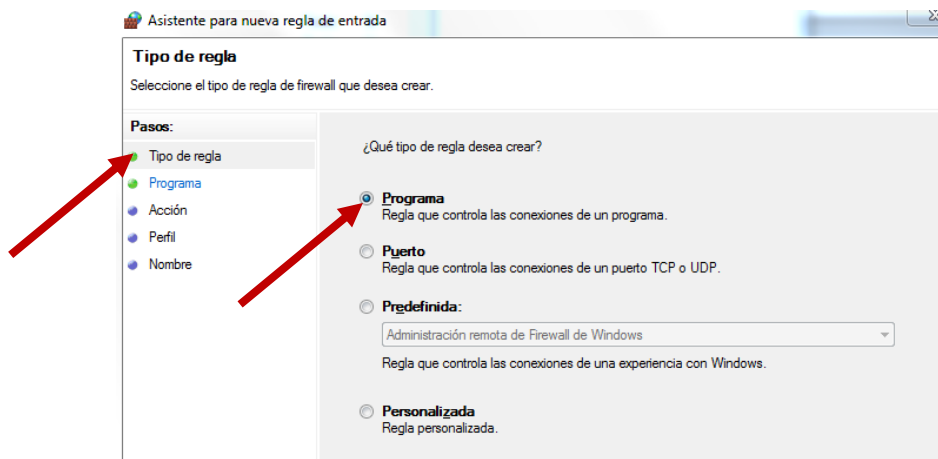 Asistente para nueva regla de entrada
Tipo de regla
Seleccione el tipo de regla de firewall que desea crear.
Pasos:
Tipo de regla
Programa
Acción
Perfil
Nombre
¿Qué tipo de regla desea crear?
Programa
Regla que controla las conexiones de un programa.
Puerto
Regla que controla las conexiones de un puerto TCP o UDP.
Predefinida:
Administración remota de Firewall de Windows
Regla que controla las conexiones de una experiencia con Windows.
Personalizada
Regla personalizada.